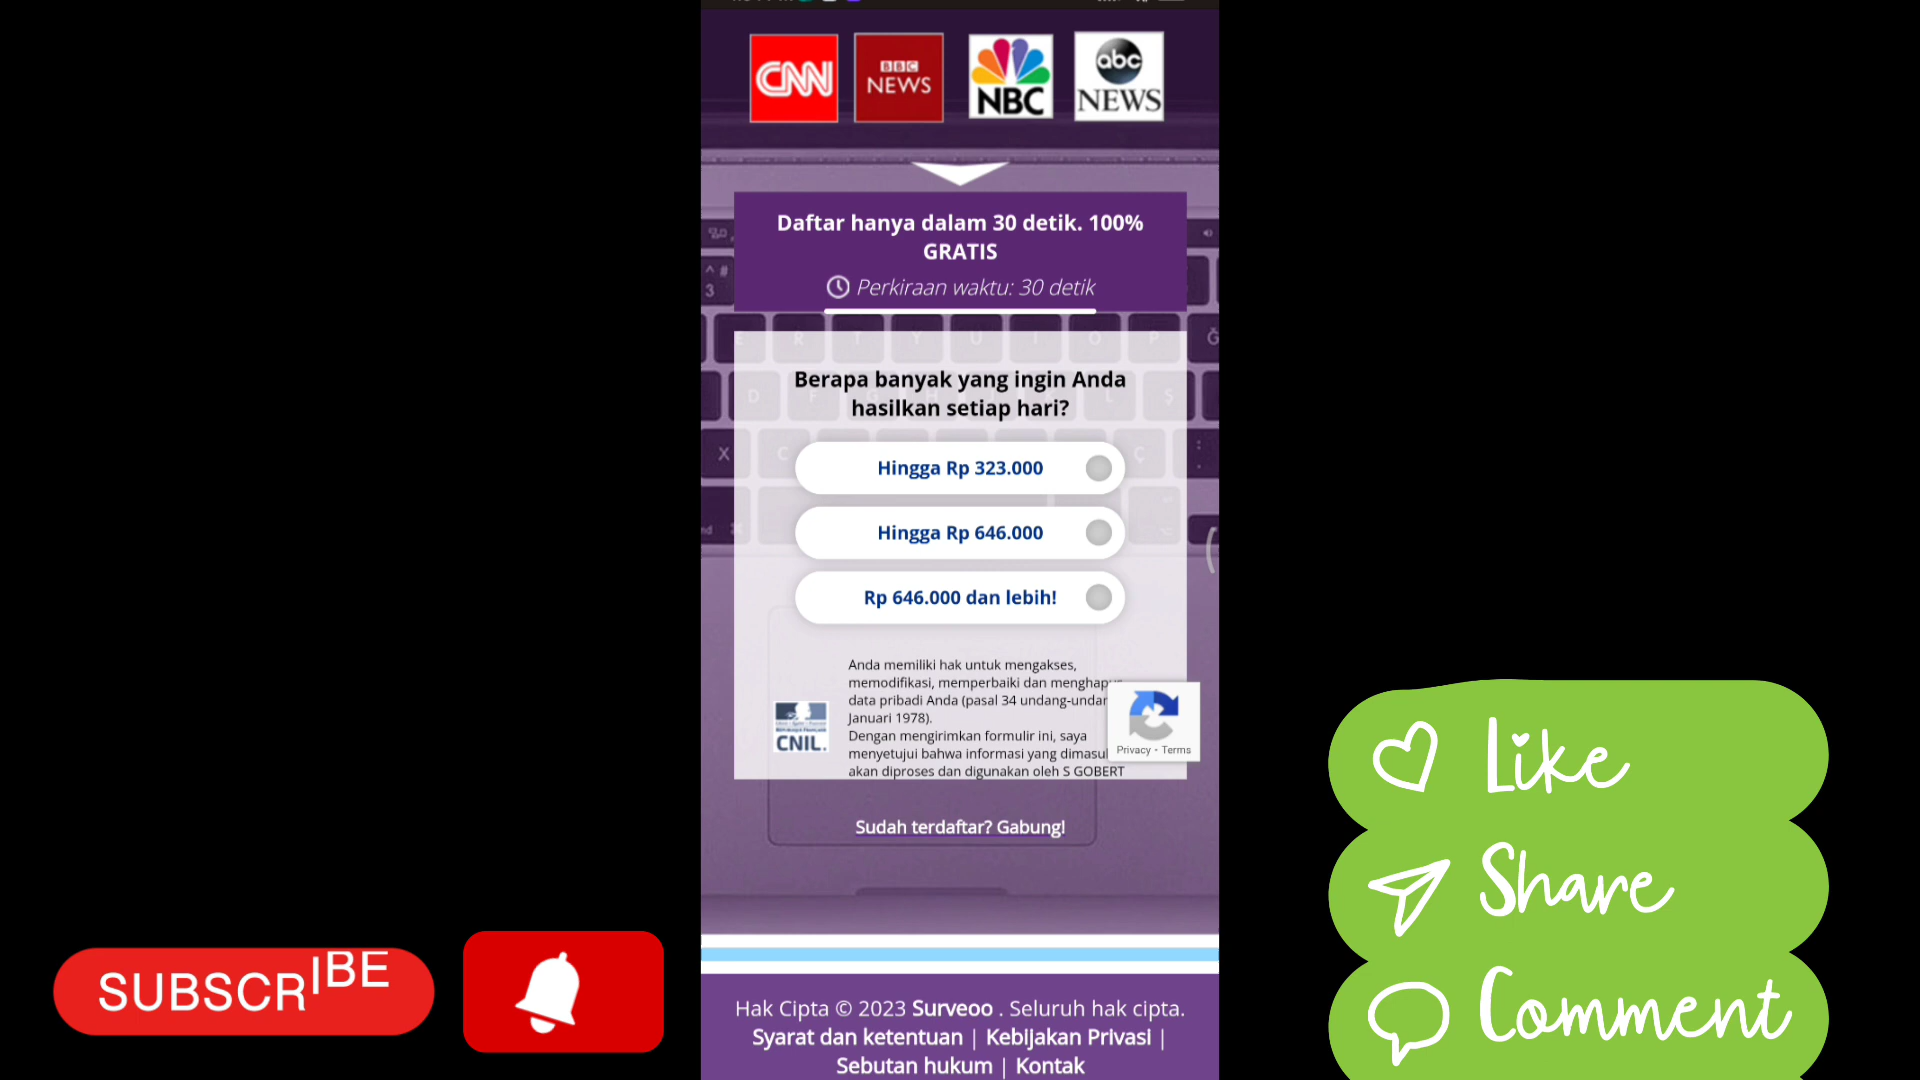 CNN
BBC
NEWS
NBC
abc
NEWS
Daftar hanya dalam 30 detik. 100%
GRATIS
Perkiraan waktu: 30 detik
Berapa banyak yang ingin Anda
hasilkan setiap hari?
Hingga Rp 323.000
Hingga Rp 646.000
Rp 646.000 dan lebih!
Anda memiliki hak untuk mengakses,
memodifikasi, memperbaiki dan menghapus
data pribadi Anda (pasal 34 undang-undan
Januari 1978).
Dengan mengirimkan formulir ini, saya
menyetujui bahwa informasi yang dimasu
akan diproses dan digunakan oleh S GOBERT
CNIL.
Privacy - Terms
Sudah terdaftar? Gabung!
Hak Cipta © 2023 Surveoo . Seluruh hak cipta.
Syarat dan ketentuan | Kebijakan Privasi |
Sebutan hukum | Kontak
SUBSCRIBE
Like
Share
Comment